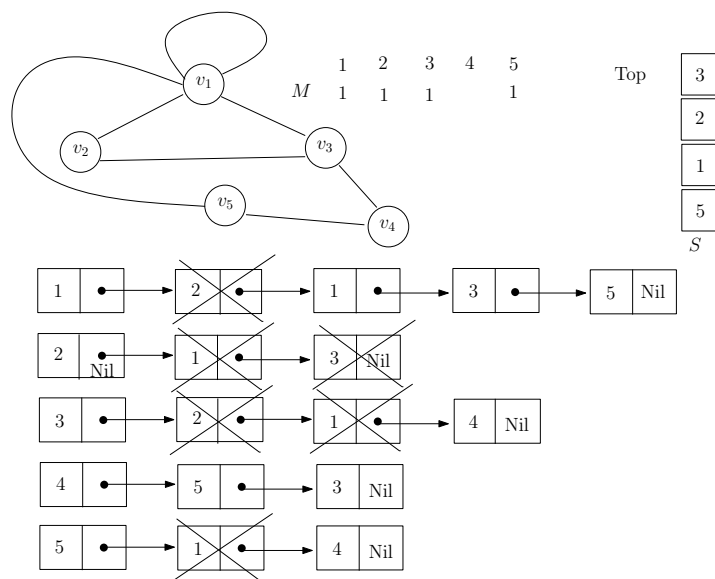 v1
v2
v3
v5
v4
1 2 3 4 5
M 1 1 1 1
Top 3
2
1
5
S
1 2 1 3 5 Nil
2 Nil 1 3 Nil
3 2 1 4 Nil
4 5 3 Nil
5 1 4 Nil